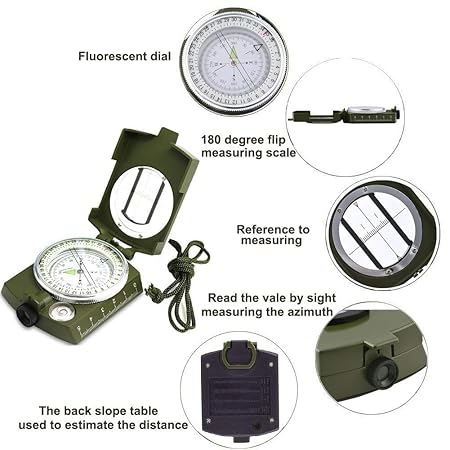 Fluorescent dial
180 degree flip
measuring scale
Reference to
measuring
Read the vale by sight
measuring the azimuth
The back slope table
used to estimate the distance